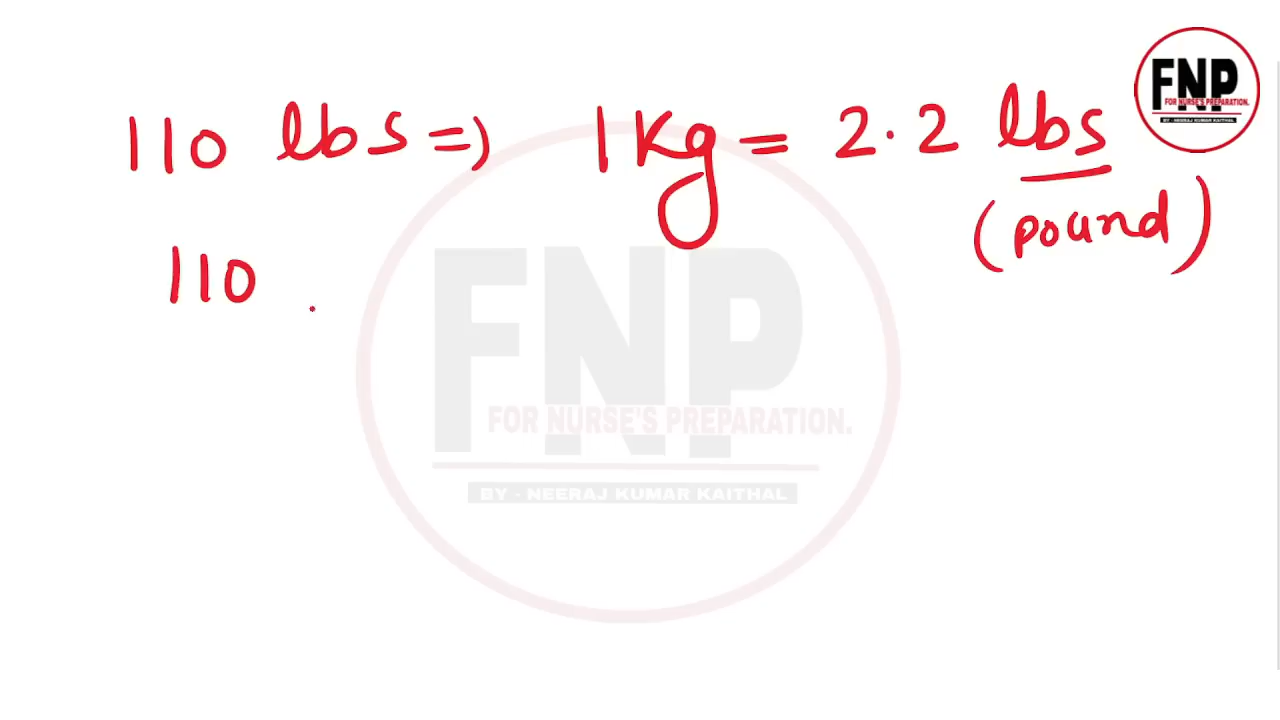 110 lbs => 1 Kg = 2.2 lbs
(pound)
110
FNP
FOR NURSE'S PREPARATION.
BY - NEERAJ KUMAR KAITHAL
FNP
FOR NURSE'S PREPARATION.
BY - NEERAJ KUMAR KAITHAL